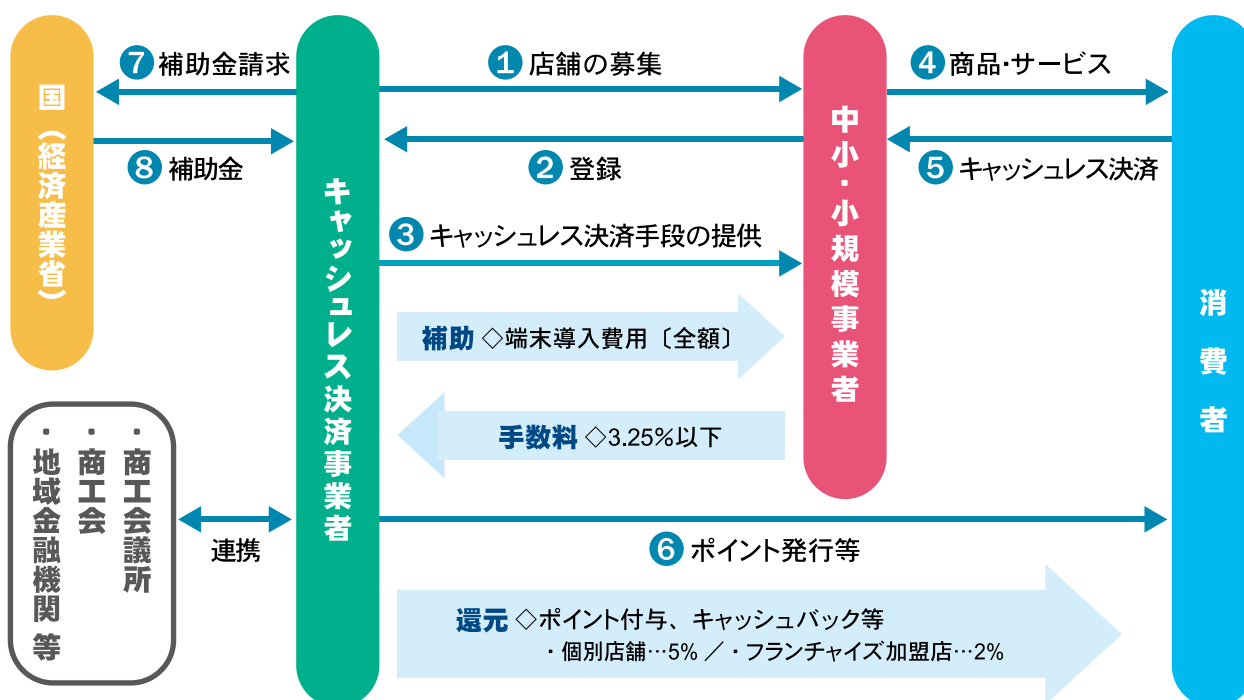 国（経済産業省）
❼ 補助金請求
❽ 補助金
キャッシュレス決済事業者
❶ 店舗の募集
❷ 登録
❸ キャッシュレス決済手段の提供
補助 ◇端末導入費用〔全額〕
手数料 ◇3.25%以下
中小・小規模事業者
❹ 商品・サービス
❺ キャッシュレス決済
消費者
・商工会議所
・商工会
・地域金融機関 等
連携
❻ ポイント発行等
還元 ◇ポイント付与、キャッシュバック等
・個別店舗…5% ／・フランチャイズ加盟店…2%